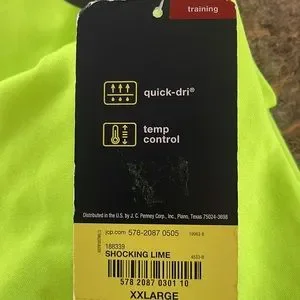 training
quick-dri®
temp
control
Distributed in the U.S. by J. C. Penney Corp., Inc., Plano, Texas 75024-3698
jcp.com 578-2087 0505
188339
SHOCKING LIME
578 2087 0301 10
XXLARGE